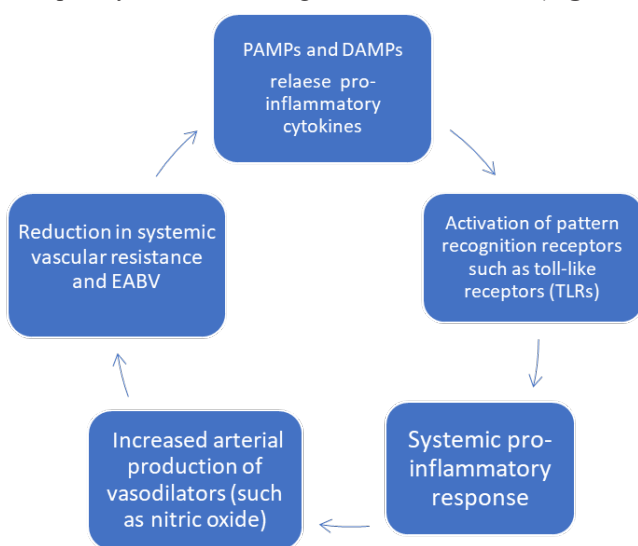 PAMPs and DAMPs
relaese pro-
inflammatory
cytokines
Activation of pattern
recognition receptors
such as toll-like
receptors (TLRs)
Systemic pro-
inflammatory
response
Increased arterial
production of
vasodilators (such
as nitric oxide)
Reduction in systemic
vascular resistance
and EABV